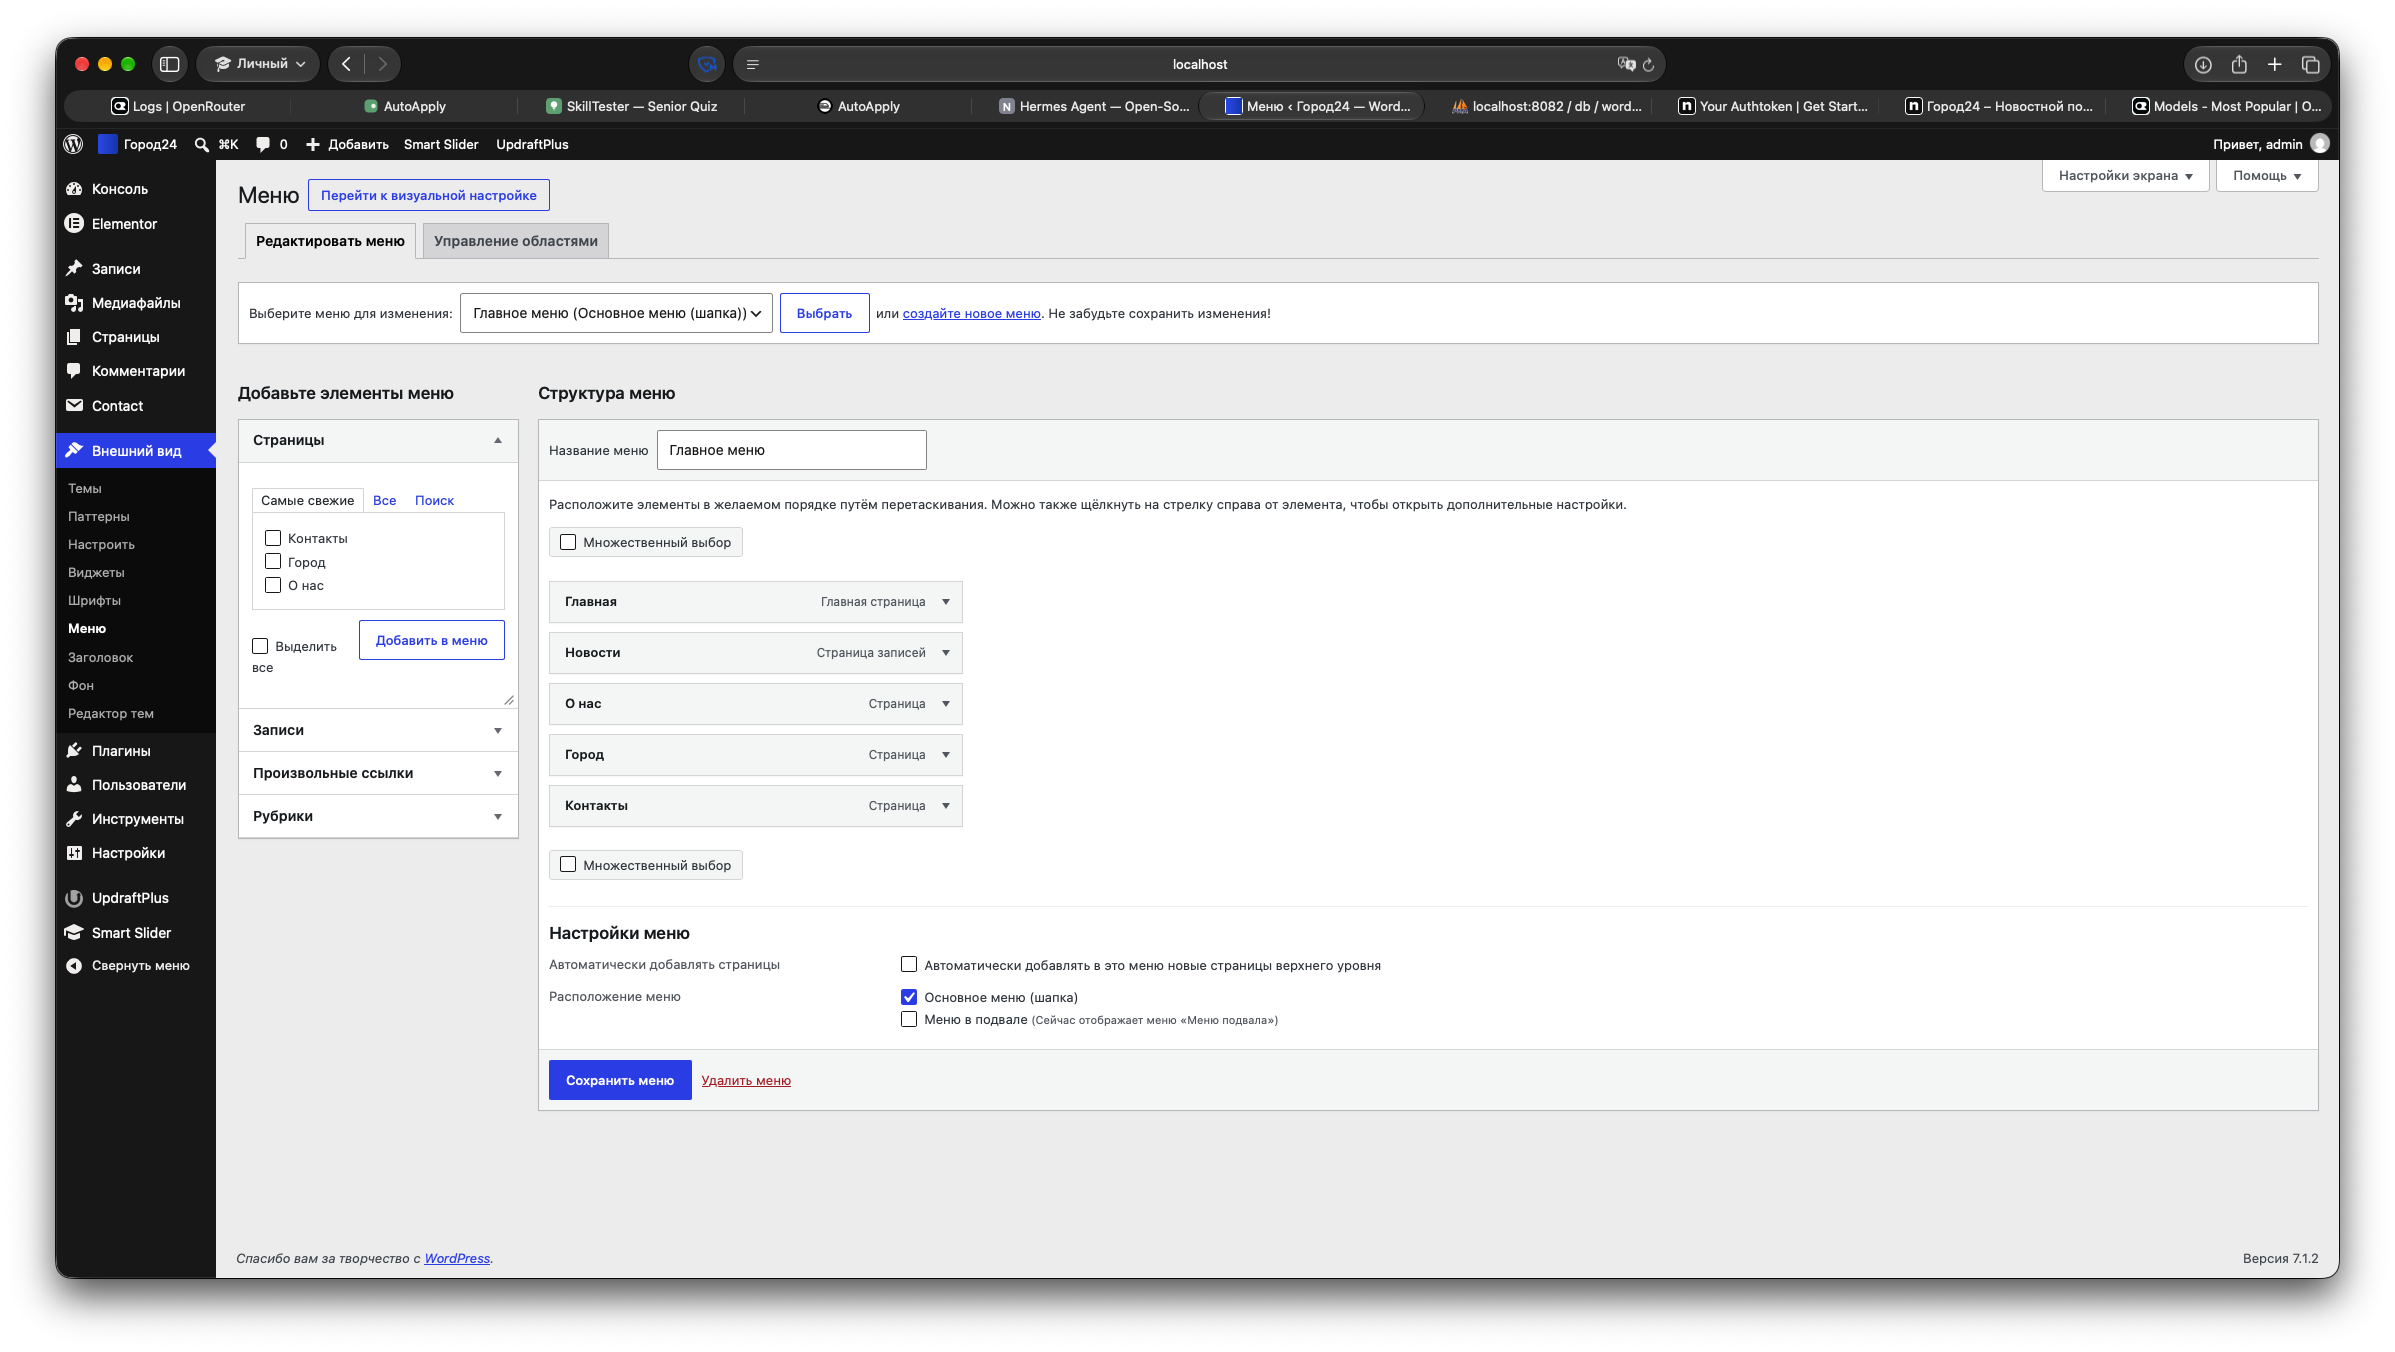 Личный
localhost
Logs | OpenRouter
AutoApply
SkillTester — Senior Quiz
AutoApply
Hermes Agent — Open-So...
Меню ‹ Город24 — Word...
localhost:8082 / db / word...
Your Authtoken | Get Start...
Город24 – Новостной по...
Models - Most Popular | O...
Город24
⌘K
0
Добавить
Smart Slider
UpdraftPlus
Привет, admin
Консоль
Elementor
Записи
Медиафайлы
Страницы
Комментарии
Contact
Внешний вид
Темы
Паттерны
Настроить
Виджеты
Шрифты
Меню
Заголовок
Фон
Редактор тем
Плагины
Пользователи
Инструменты
Настройки
UpdraftPlus
Smart Slider
Свернуть меню
Настройки экрана
Помощь
Меню
Перейти к визуальной настройке
Редактировать меню
Управление областями
Выберите меню для изменения: Главное меню (Основное меню (шапка)) Выбрать или создайте новое меню. Не забудьте сохранить изменения!
Добавьте элементы меню
Страницы
Самые свежие
Все
Поиск
Контакты
Город
О нас
Выделить
все
Добавить в меню
Записи
Произвольные ссылки
Рубрики
Структура меню
Название меню Главное меню
Расположите элементы в желаемом порядке путём перетаскивания. Можно также щёлкнуть на стрелку справа от элемента, чтобы открыть дополнительные настройки.
Множественный выбор
Главная Главная страница
Новости Страница записей
О нас Страница
Город Страница
Контакты Страница
Множественный выбор
Настройки меню
Автоматически добавлять страницы
Автоматически добавлять в это меню новые страницы верхнего уровня
Расположение меню
Основное меню (шапка)
Меню в подвале (Сейчас отображает меню «Меню подвала»)
Сохранить меню
Удалить меню
Спасибо вам за творчество с WordPress.
Версия 7.1.2